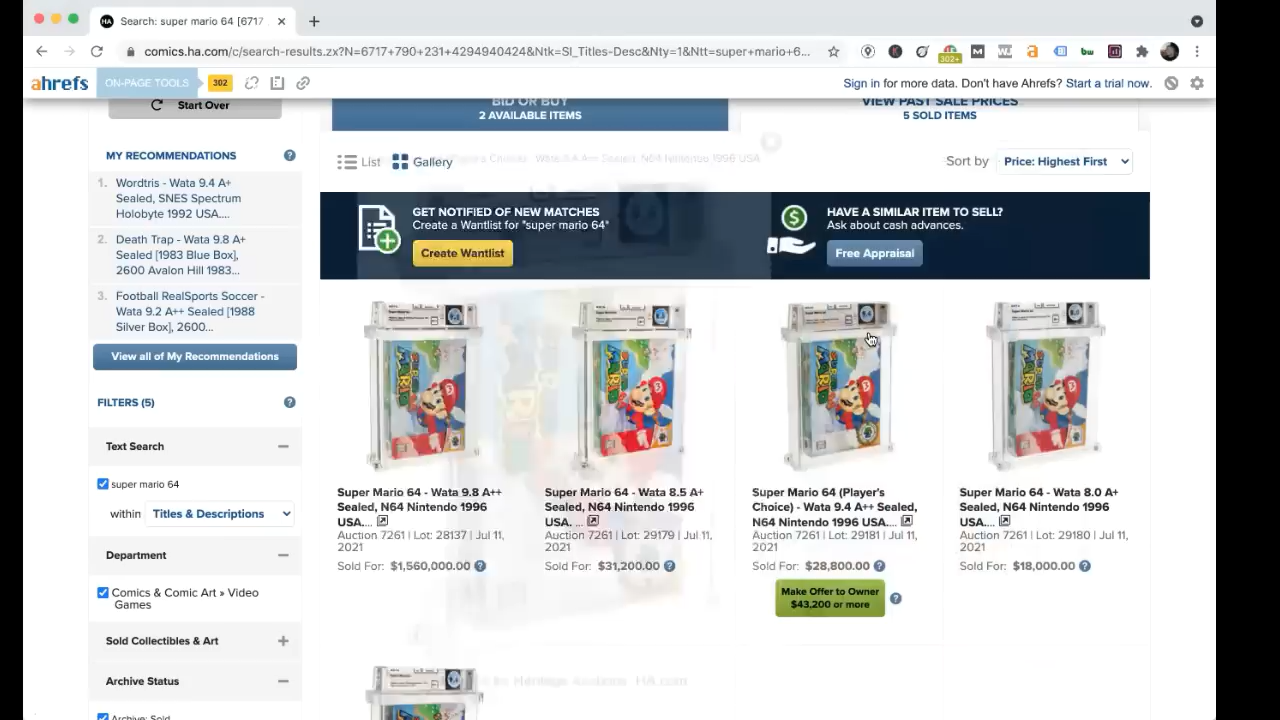 Search: super mario 64 [6717
comics.ha.com/c/search-results.zx?N=6717+790+231+4294940424&Ntk=SI_Titles-Desc&Nty=1&Ntt=super+mario+6...
302+
ahrefs
ON-PAGE TOOLS
302
Sign in for more data. Don't have Ahrefs? Start a trial now.
Start Over
BID OR BUY
2 AVAILABLE ITEMS
VIEW PAST SALE PRICES
5 SOLD ITEMS
MY RECOMMENDATIONS
List
Gallery
Sort by
Price: Highest First
1. Wordtris - Wata 9.4 A+
Sealed, SNES Spectrum
Holobyte 1992 USA....
2. Death Trap - Wata 9.8 A+
Sealed [1983 Blue Box],
2600 Avalon Hill 1983...
3. Football RealSports Soccer -
Wata 9.2 A++ Sealed [1988
Silver Box], 2600...
View all of My Recommendations
GET NOTIFIED OF NEW MATCHES
Create a Wantlist for "super mario 64"
Create Wantlist
HAVE A SIMILAR ITEM TO SELL?
Ask about cash advances.
Free Appraisal
FILTERS (5)
Text Search
super mario 64
within
Titles & Descriptions
Department
Comics & Comic Art » Video
Games
Sold Collectibles & Art
Archive Status
Archive: Sold
Super Mario 64 - Wata 9.8 A++
Sealed, N64 Nintendo 1996
USA....
Auction 7261 | Lot: 28137 | Jul 11,
2021
Sold For: $1,560,000.00
Super Mario 64 - Wata 8.5 A+
Sealed, N64 Nintendo 1996
USA. ...
Auction 7261 | Lot: 29179 | Jul 11,
2021
Sold For: $31,200.00
Super Mario 64 (Player's
Choice) - Wata 9.4 A++ Sealed,
N64 Nintendo 1996 USA....
Auction 7261 | Lot: 29181 | Jul 11,
2021
Sold For: $28,800.00
Make Offer to Owner
$43,200 or more
Super Mario 64 - Wata 8.0 A+
Sealed, N64 Nintendo 1996
USA....
Auction 7261 | Lot: 29180 | Jul 11,
2021
Sold For: $18,000.00